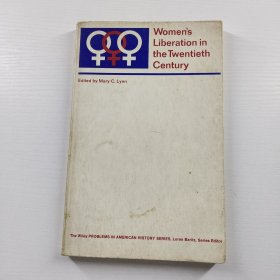 Women's
Liberation in
the Twentieth
Century
Edited by Mary C. Lynn
The Wiley PROBLEMS IN AMERICAN HISTORY SERIES, Loren Baritz, Series Editor